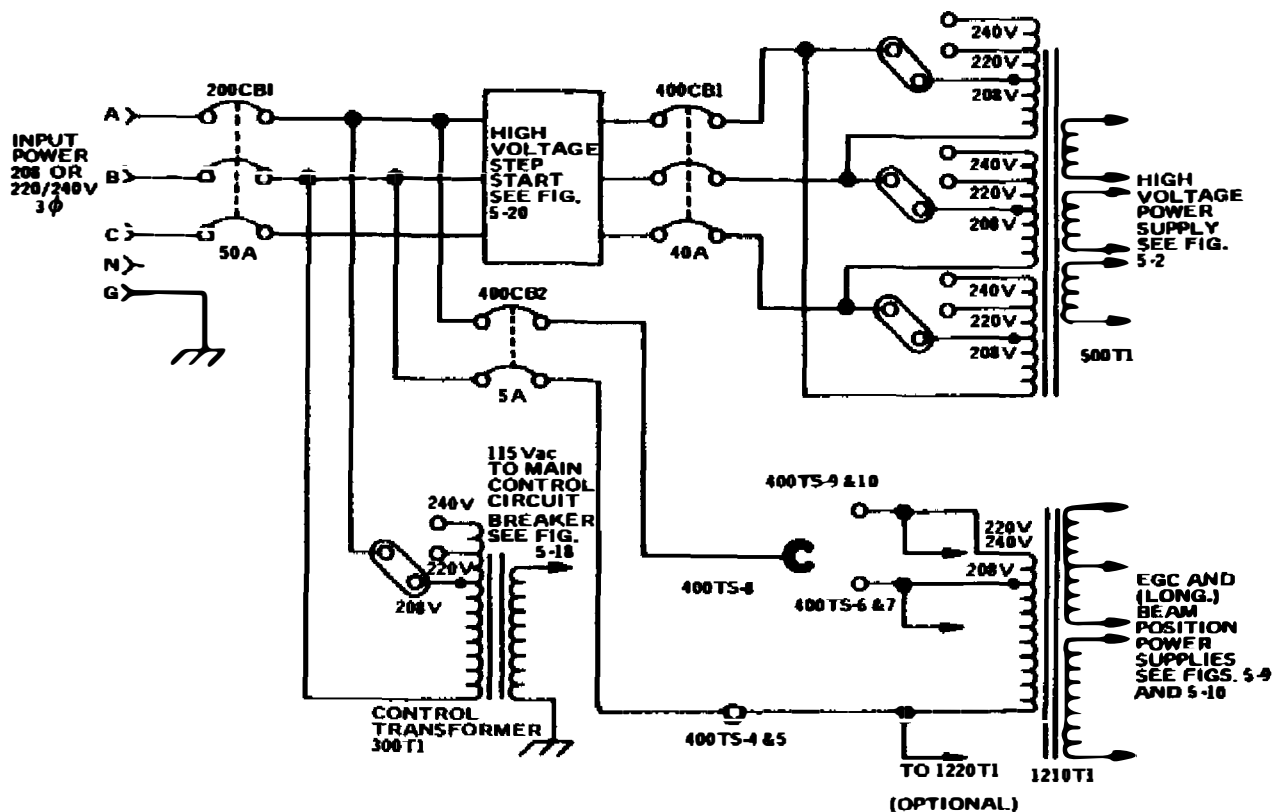 INPUT
POWER
208 OR
220/240V
3ϕ
A
B
C
N
G
200CB1
50A
HIGH
VOLTAGE
STEP
START
SEE FIG.
5-20
400CB1
40A
400CB2
5A
240V
220V
208V
240V
220V
208V
240V
220V
208V
HIGH
VOLTAGE
POWER
SUPPLY
SEE FIG.
5-2
500T1
115Vac
TO MAIN
CONTROL
CIRCUIT
BREAKER
SEE FIG.
5-18
240V
220V
208V
CONTROL
TRANSFORMER
300T1
400TS-8
400TS-9 &10
400TS-6 &7
400TS-4 &5
220V
240V
208V
EGC AND
(LONG.)
BEAM
POSITION
POWER
SUPPLIES
SEE FIGS. 5-9
AND 5-10
TO 1220T1
(OPTIONAL)
1210T1